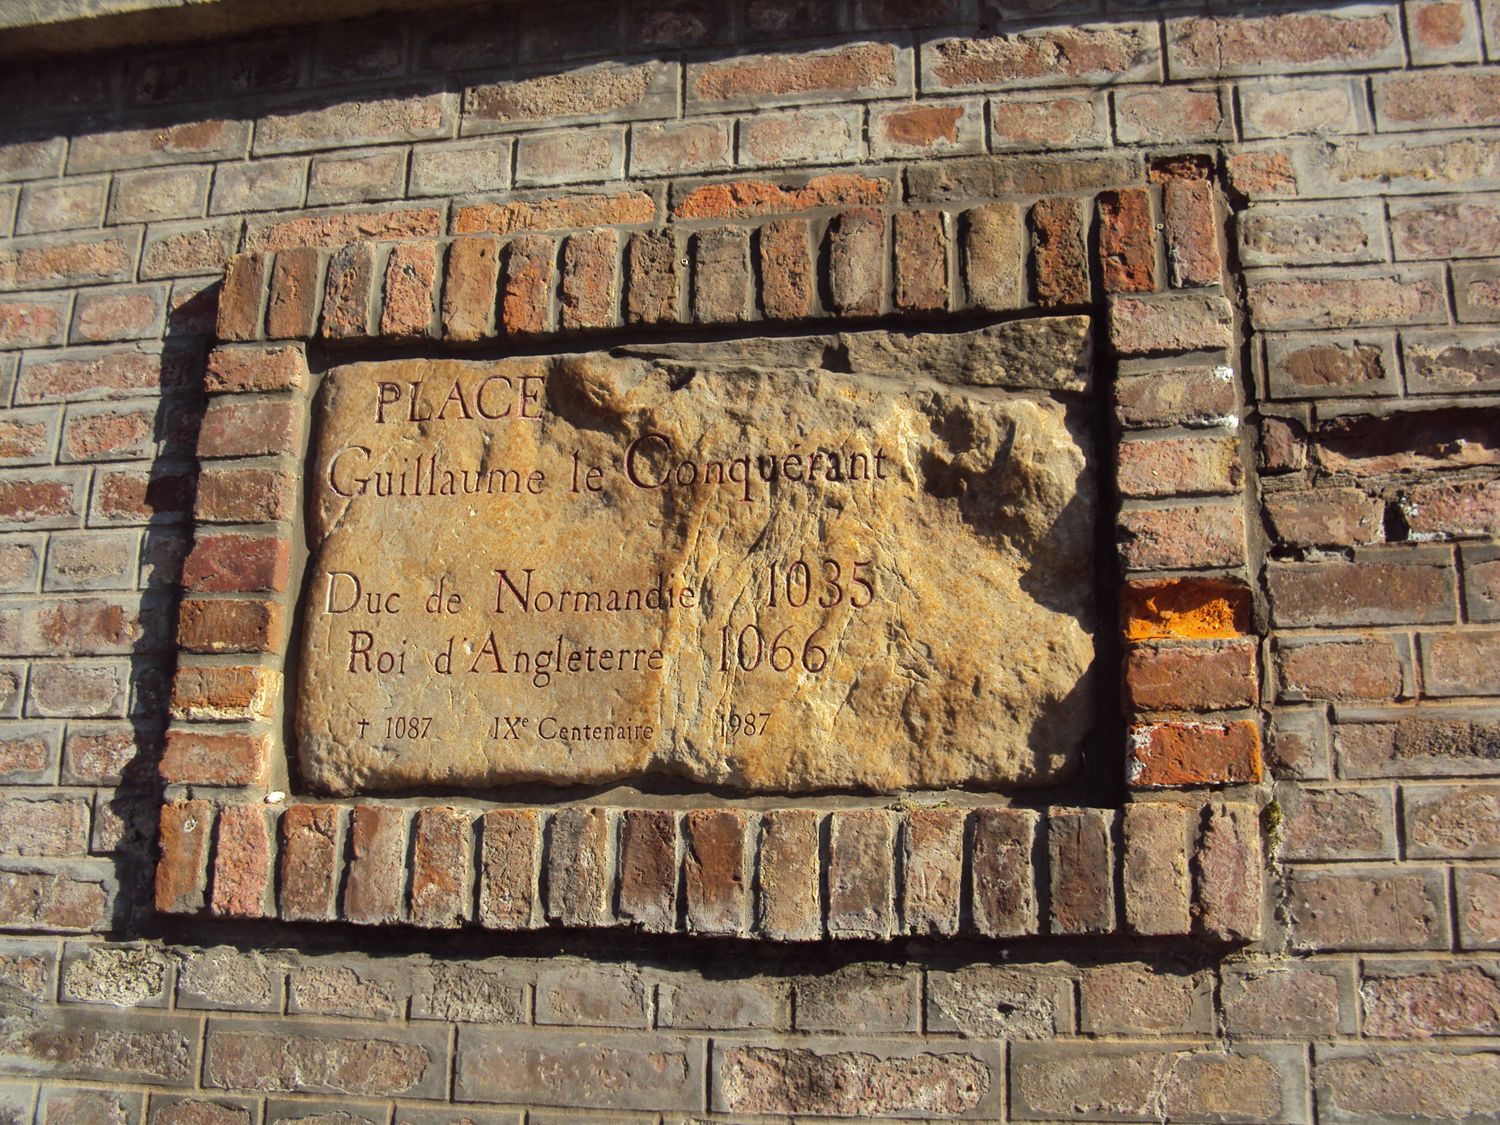 PLACE
Guillaume le Conquérant
Duc de Normandie 1035
Roi d'Angleterre 1066
† 1087 IXe Centenaire 1987